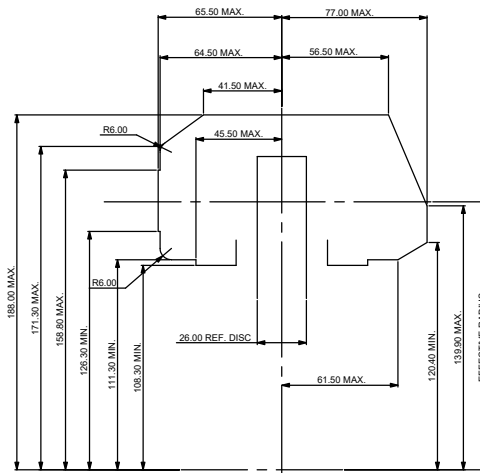 65.50 MAX.
77.00 MAX.
64.50 MAX.
56.50 MAX.
41.50 MAX.
R6.00
45.50 MAX.
188.00 MAX.
171.30 MAX.
158.80 MAX.
126.30 MIN.
111.30 MIN.
108.30 MIN.
R6.00
26.00 REF. DISC
61.50 MAX.
120.40 MIN.
139.90 MAX.
EFFECTIVE RADIUS